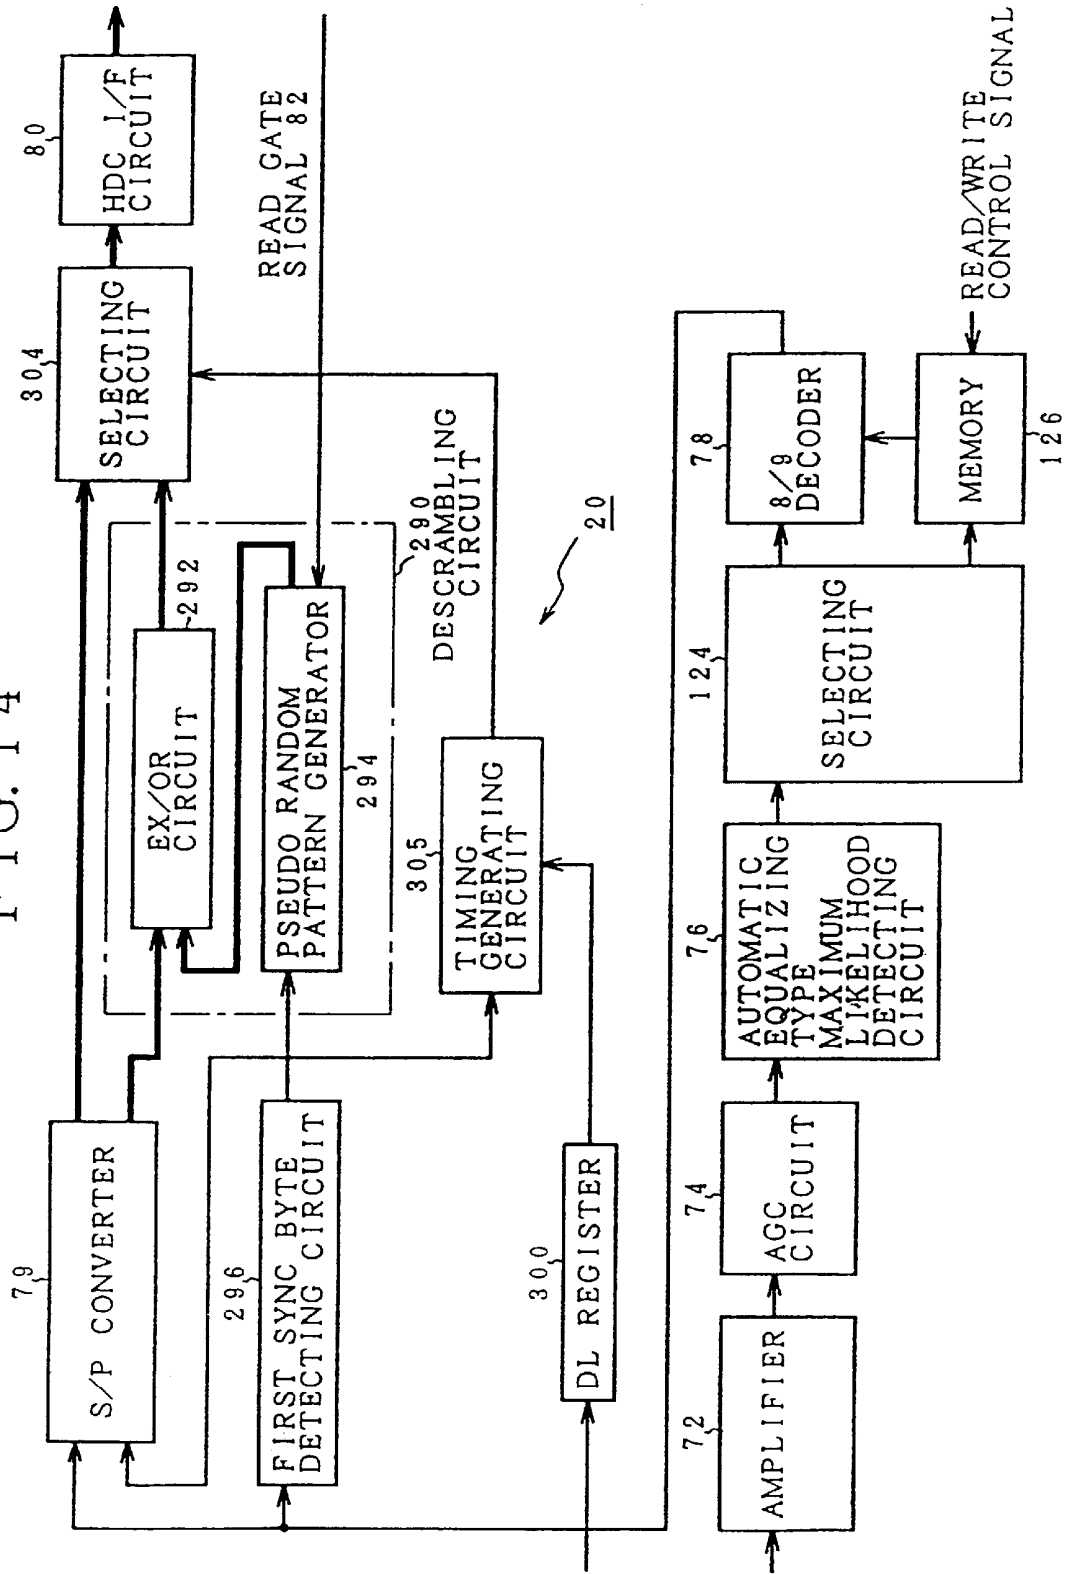 FIG. 14
79
S/P CONVERTER
304
SELECTING
CIRCUIT
80
HDC I/F
CIRCUIT
EX/OR
CIRCUIT
292
READ GATE
SIGNAL 82
296
FIRST SYNC BYTE
DETECTING CIRCUIT
PSEUDO RANDOM
PATTERN GENERATOR
294
290
DESCRAMBLING
CIRCUIT
305
TIMING
GENERATING
CIRCUIT
300
DL REGISTER
20
72
AMPLIFIER
74
AGC
CIRCUIT
76
AUTOMATIC
EQUALIZING
TYPE
MAXIMUM
LIKELIHOOD
DETECTING
CIRCUIT
124
SELECTING
CIRCUIT
78
8/9
DECODER
MEMORY
126
READ/WRITE
CONTROL SIGNAL